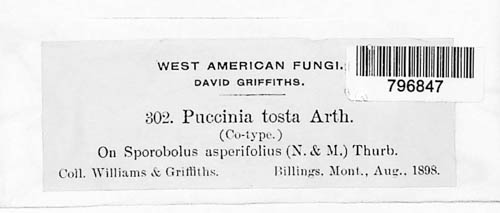 WEST AMERICAN FUNGI.
DAVID GRIFFITHS.
796847
302. Puccinia tosta Arth.
(Co-type.)
On Sporobolus asperifolius (N. & M.) Thurb.
Coll. Williams & Griffiths. Billings, Mont., Aug., 1898.